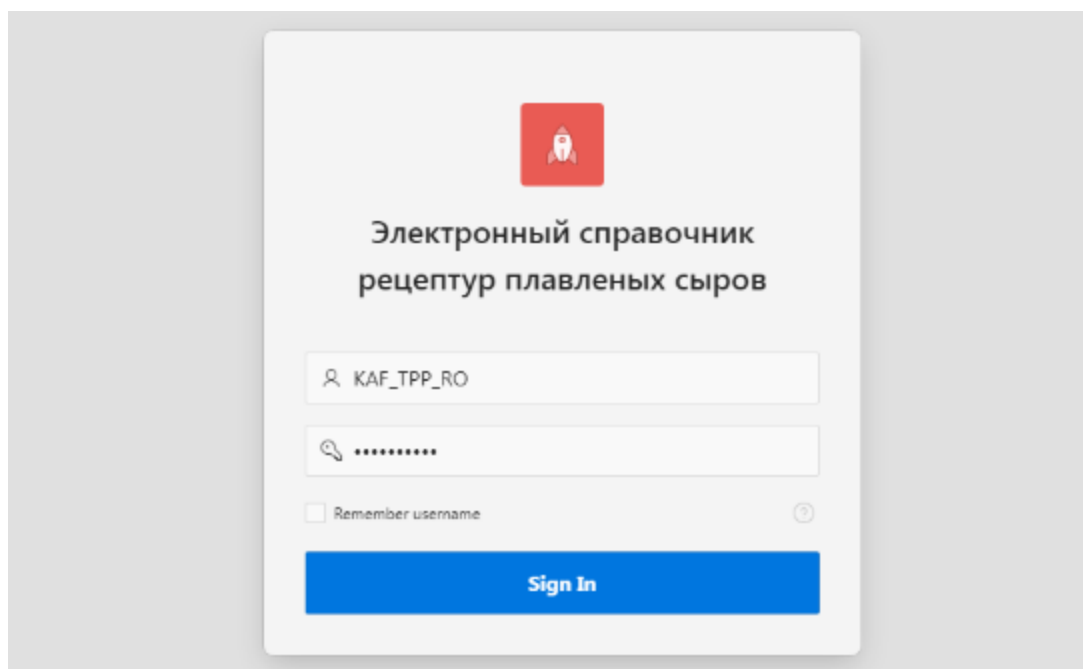 Электронный справочник
рецептур плавленых сыров
KAF_TPP_RO
••••••••••
Remember username
?
Sign In